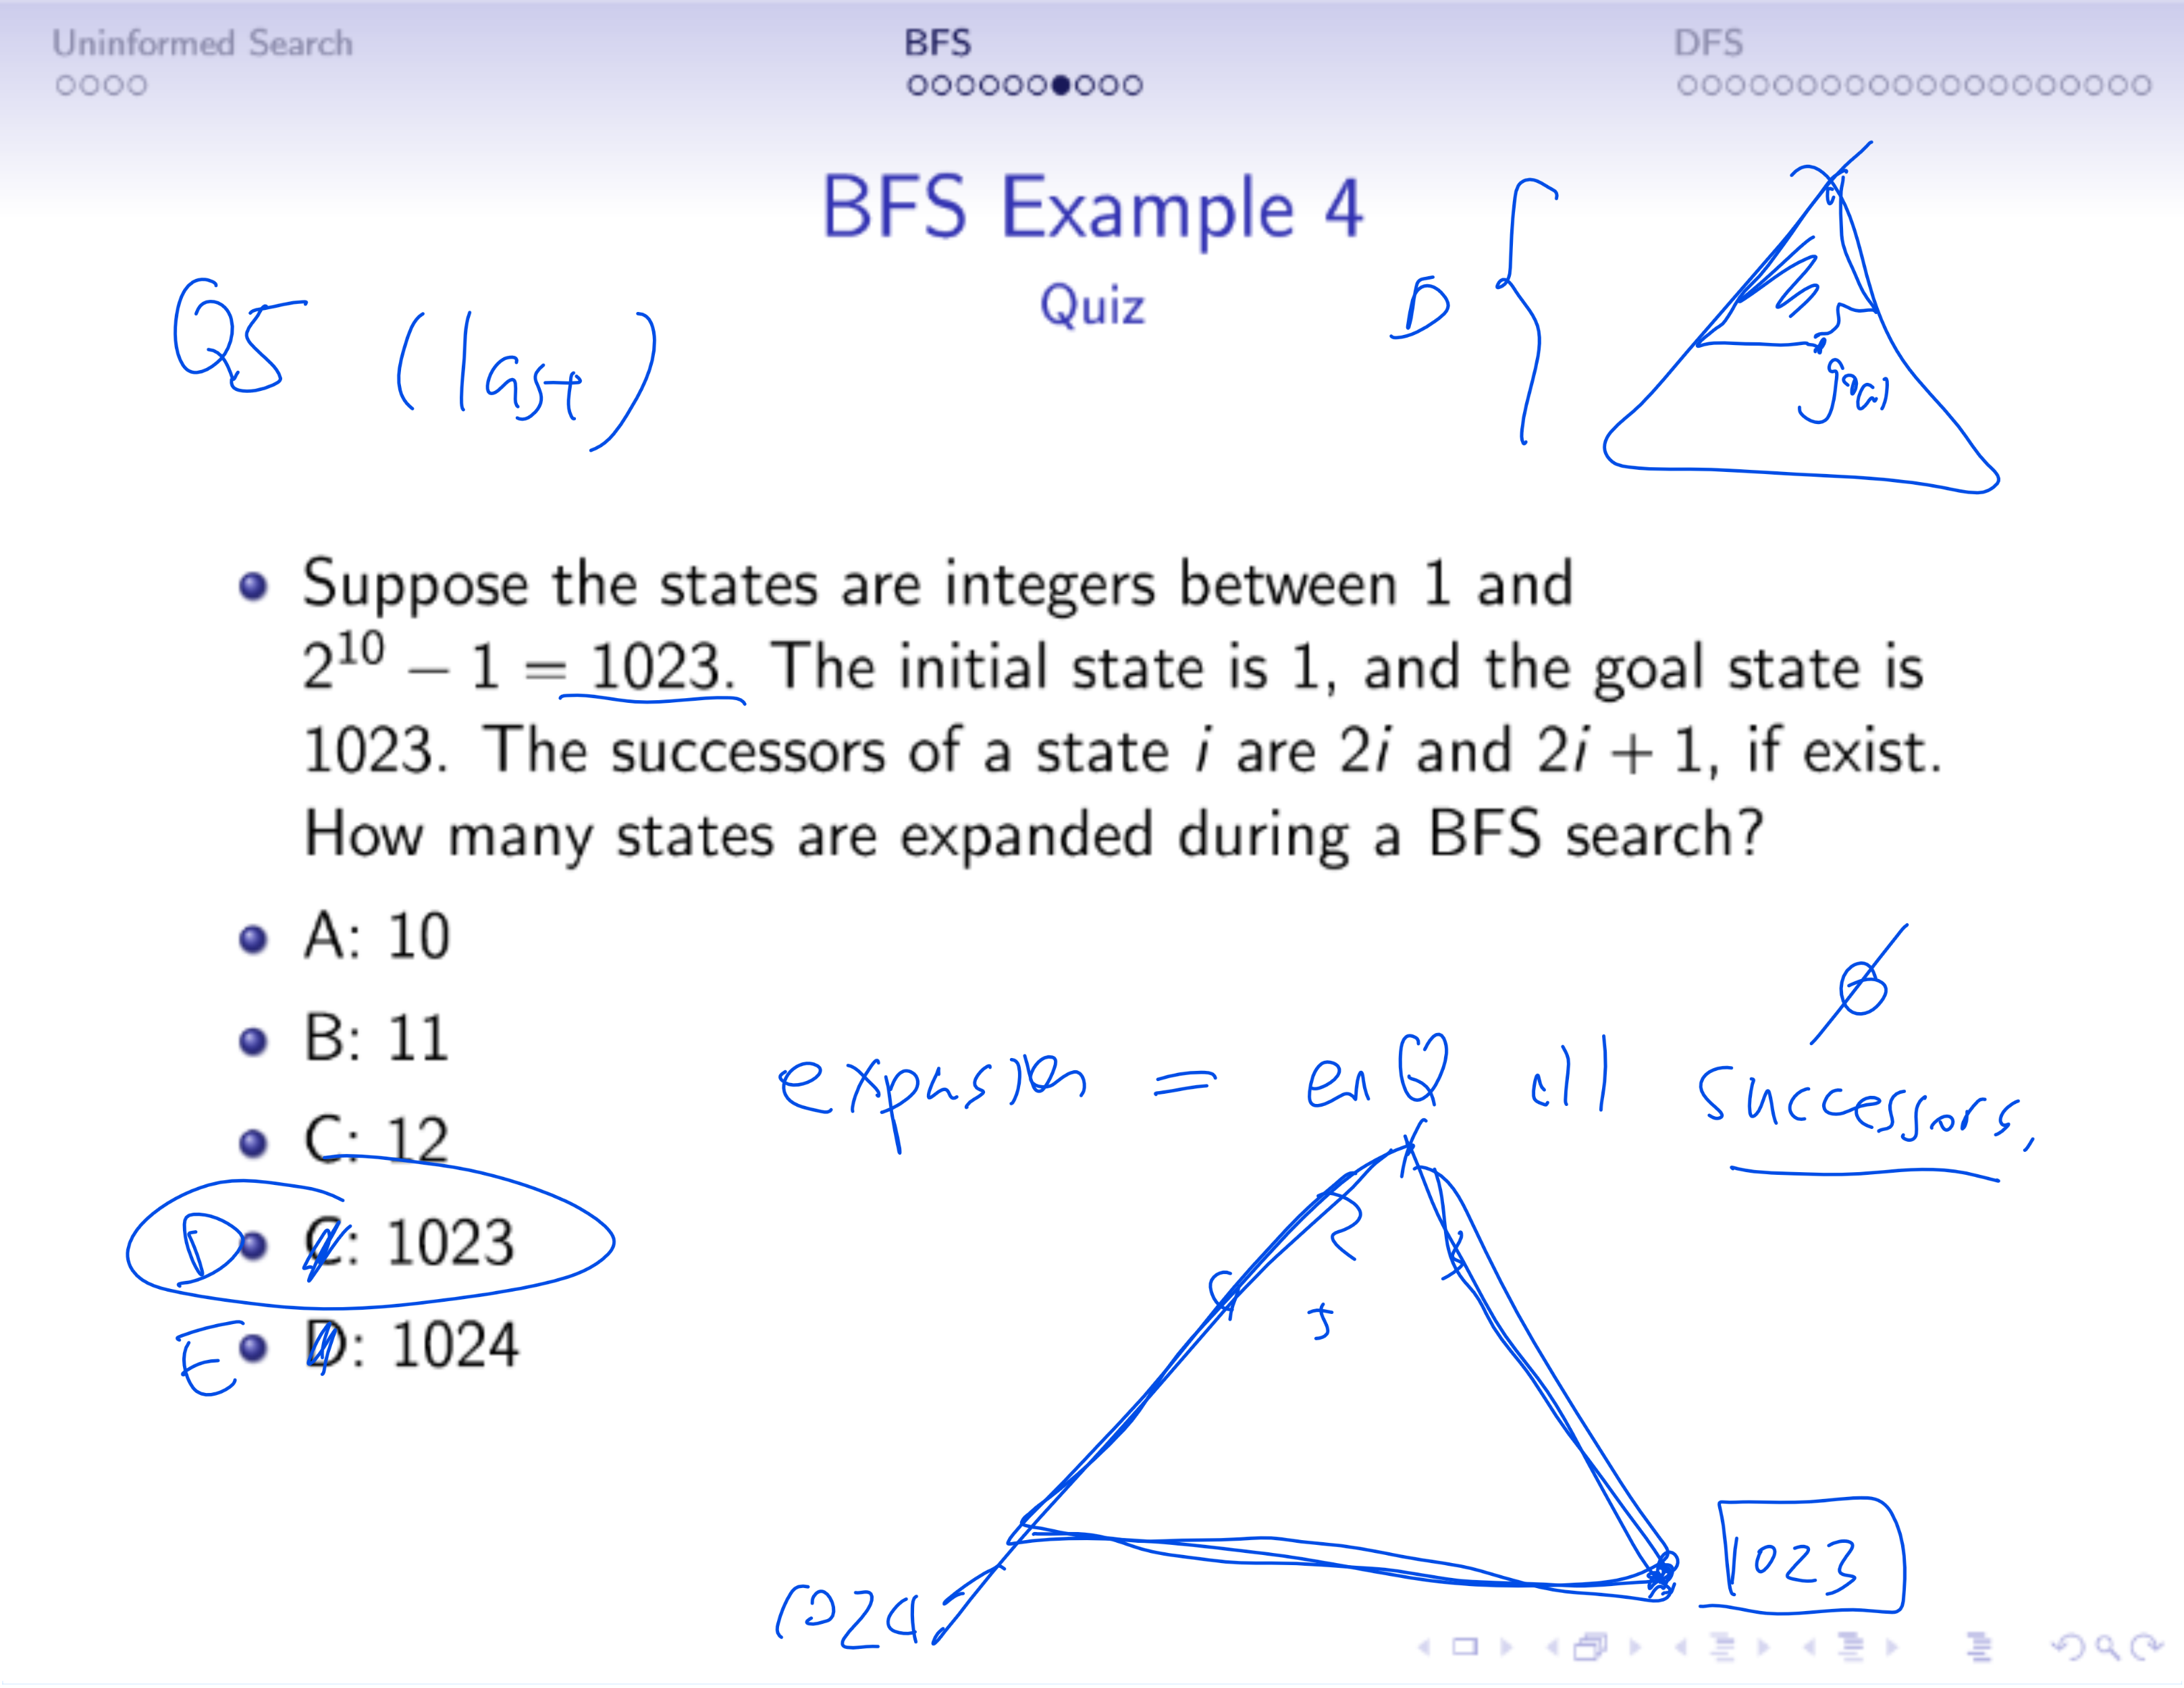 Uninformed Search BFS DFS
BFS Example 4
Quiz
Q5 (last)
D
goal
Suppose the states are integers between 1 and
2^10 − 1 = 1023. The initial state is 1, and the goal state is
1023. The successors of a state i are 2i and 2i + 1, if exist.
How many states are expanded during a BFS search?
A: 10
B: 11
C: 12
D C: 1023
E D: 1024
expansion = enQ all successors.
2 3
5
1023
1024